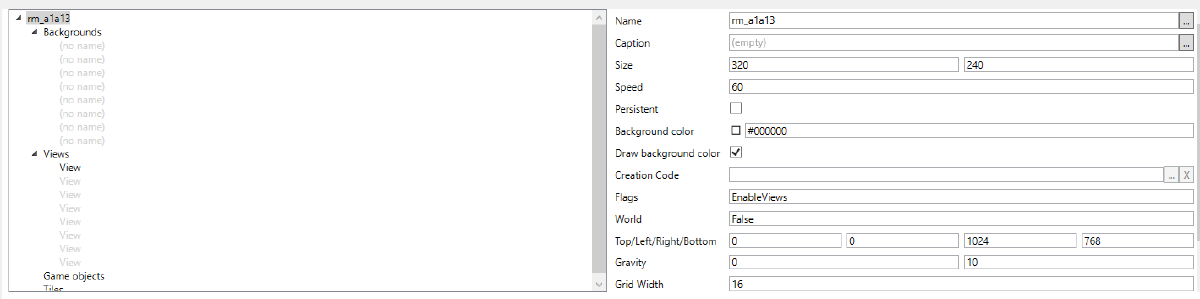 rm_a1a13
Backgrounds
(no name)
(no name)
(no name)
(no name)
(no name)
(no name)
(no name)
(no name)
Views
View
View
View
View
View
View
View
View
Game objects
Tiles
Name rm_a1a13 ...
Caption (empty) ...
Size 320 240
Speed 60
Persistent
Background color #000000
Draw background color
Creation Code ... X
Flags EnableViews
World False
Top/Left/Right/Bottom 0 0 1024 768
Gravity 0 10
Grid Width 16